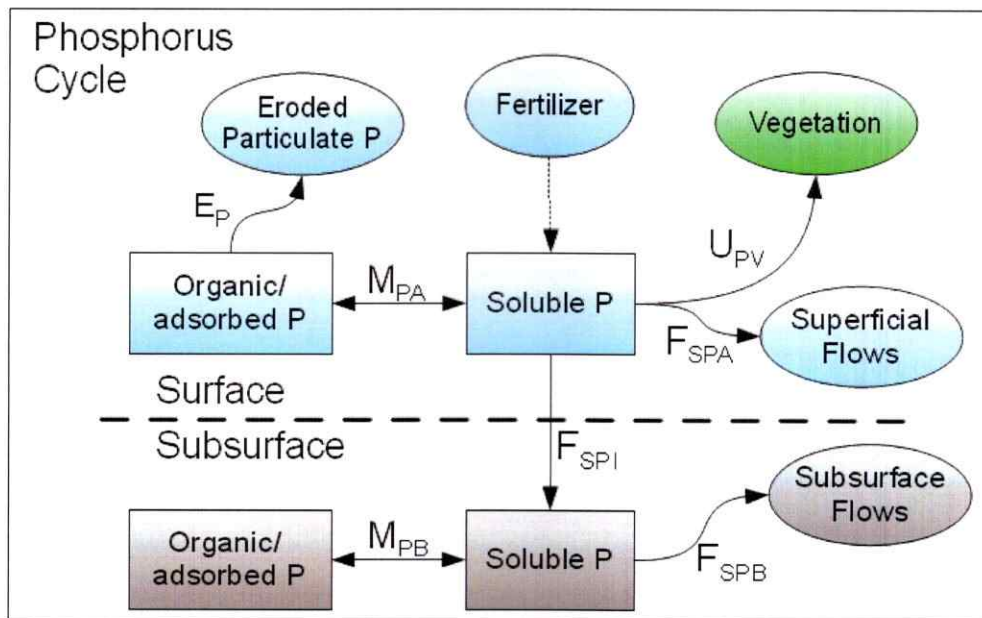 Phosphorus
Cycle
Eroded
Particulate P
Fertilizer
Vegetation
E_P
U_PV
Organic/
adsorbed P
M_PA
Soluble P
F_SPA
Superficial
Flows
Surface
Subsurface
F_SPI
Subsurface
Flows
Organic/
adsorbed P
M_PB
Soluble P
F_SPB